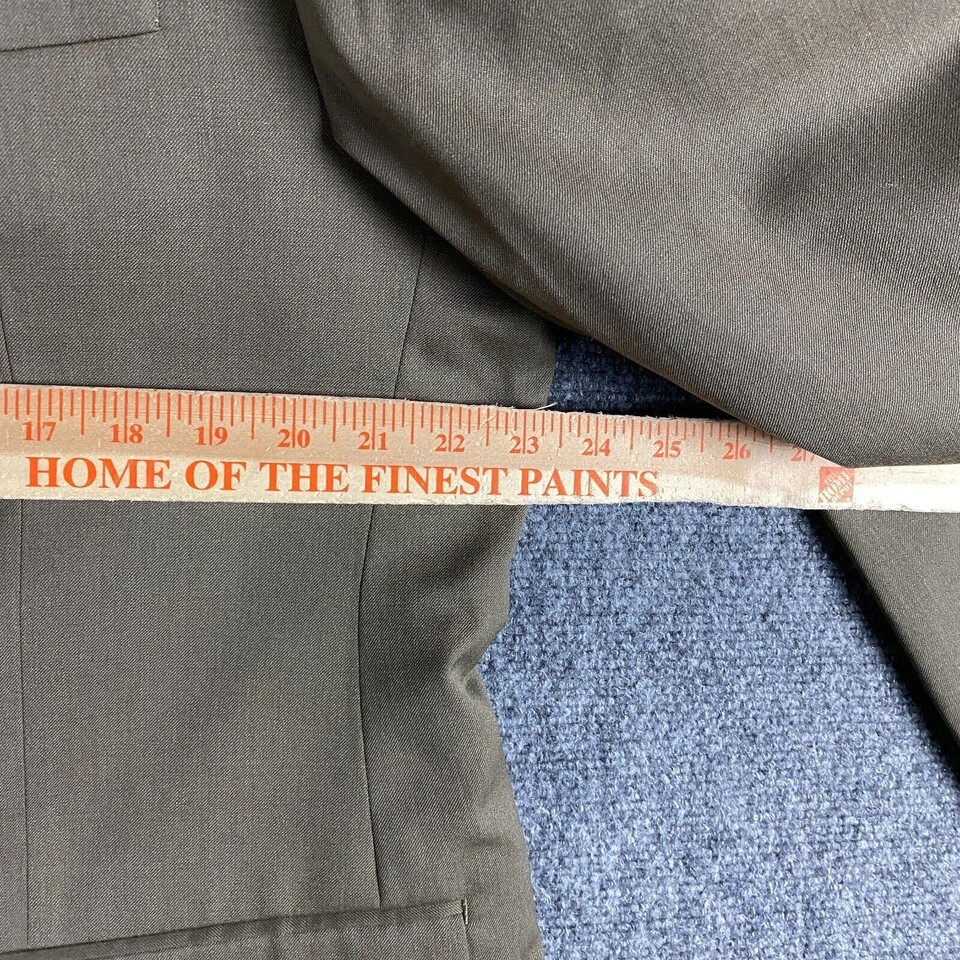 17 18 19 20 21 22 23 24 25 26
HOME OF THE FINEST PAINTS